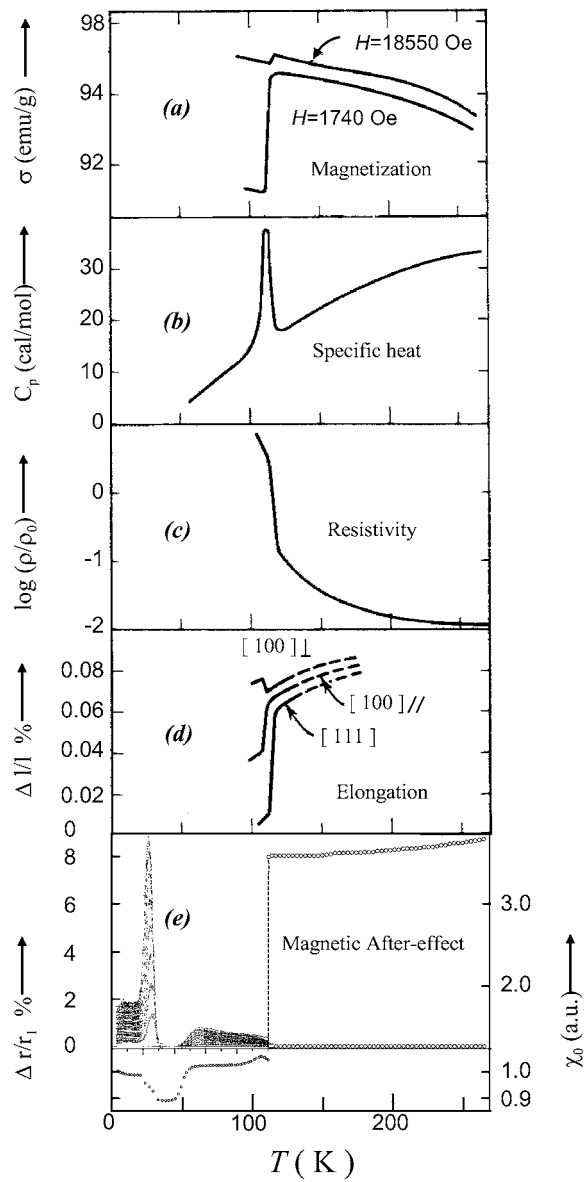 98
H=18550 Oe
σ (emu/g)
94
(a)
H=1740 Oe
92
Magnetization
C_p (cal/mol)
30
20
(b)
Specific heat
10
0
log (ρ/ρ₀)
0
(c)
Resistivity
-1
-2
[ 100 ]⊥
0.08
Δ l/l %
0.06
[ 100 ]//
(d)
0.04
[ 111 ]
0.02
Elongation
0
8
(e)
6
3.0
Magnetic After-effect
4
Δ r/r₁ %
2
2.0
χ₀ (a.u.)
0
1.0
0.9
0
100
200
T ( K )